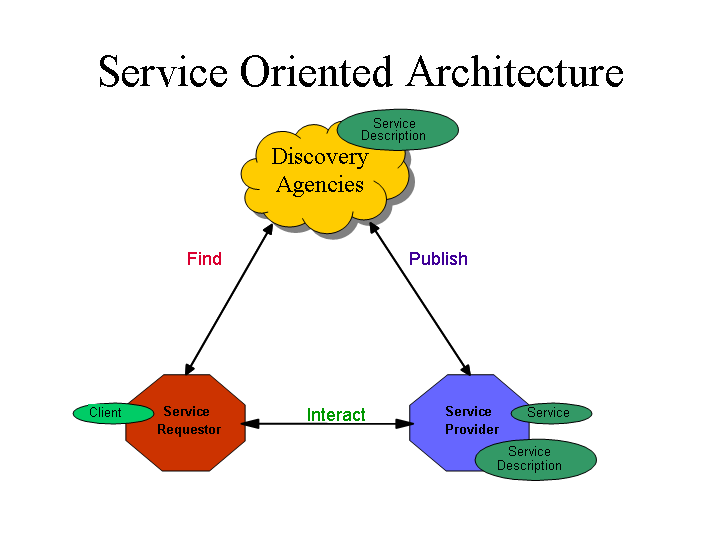 Service Oriented Architecture
Service
Description
Discovery
Agencies
Find
Publish
Client
Service
Requestor
Interact
Service
Provider
Service
Service
Description